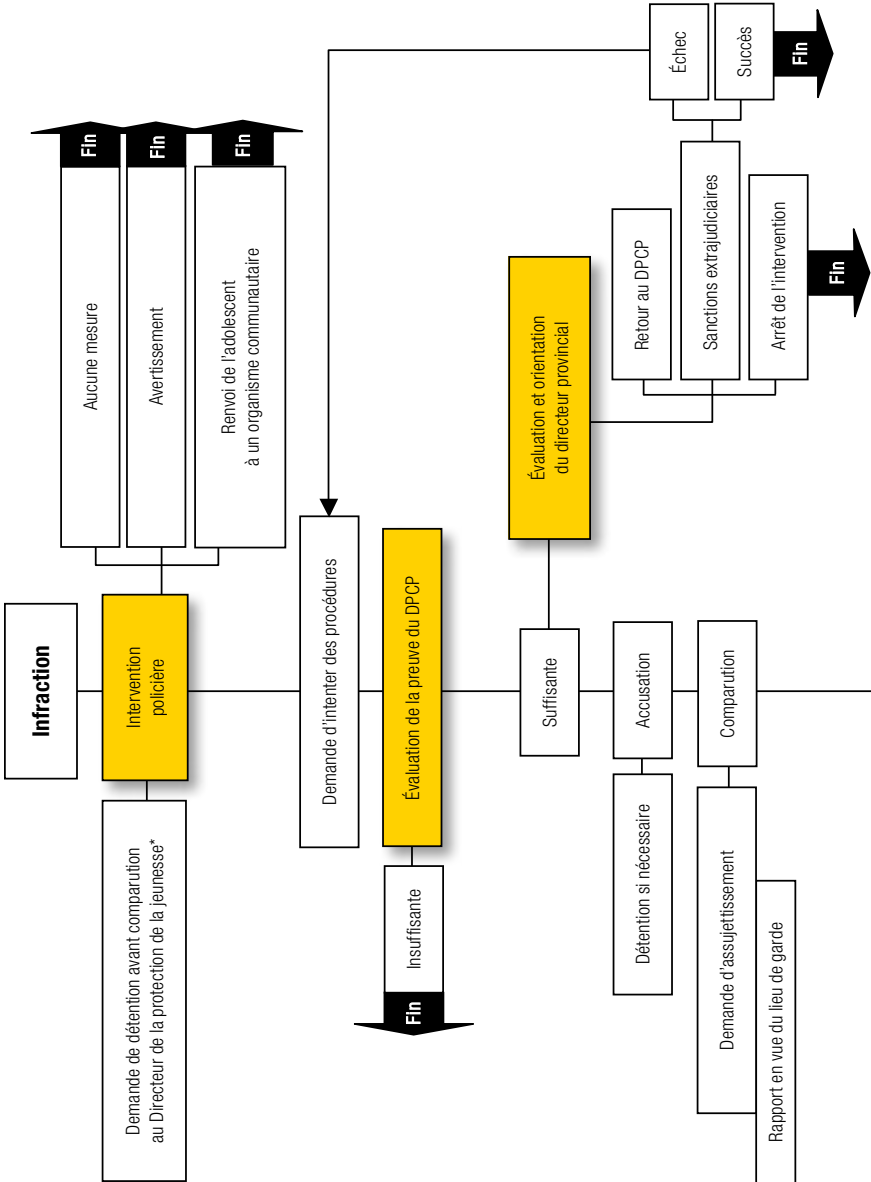 Infraction
Intervention
policière
Demande de détention avant comparution
au Directeur de la protection de la jeunesse*
Aucune mesure
Fin
Avertissement
Fin
Renvoi de l'adolescent
à un organisme communautaire
Fin
Demande d'intenter des procédures
Évaluation de la preuve du DPCP
Insuffisante
Fin
Suffisante
Évaluation et orientation
du directeur provincial
Retour au DPCP
Sanctions extrajudiciaires
Échec
Succès
Fin
Arrêt de l'intervention
Fin
Accusation
Détention si nécessaire
Comparution
Demande d'assujettissement
Rapport en vue du lieu de garde